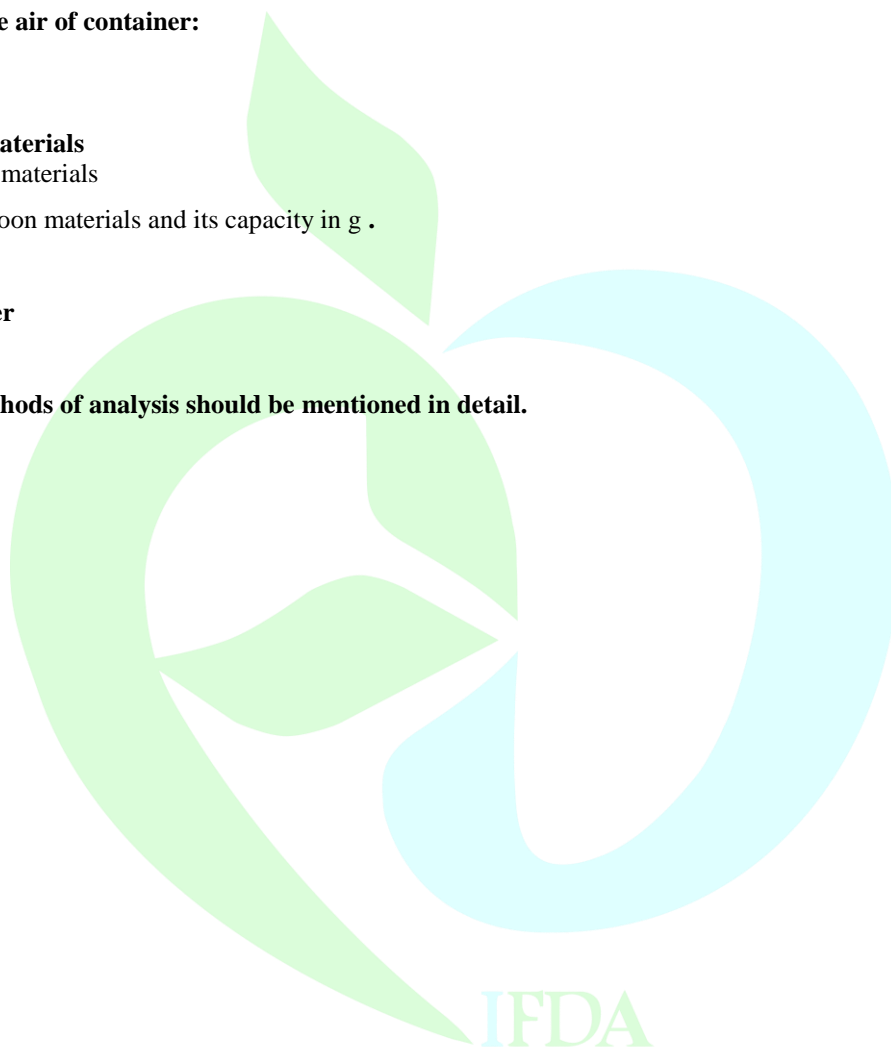 e air of container:
aterials
materials
oon materials and its capacity in g .
er
hods of analysis should be mentioned in detail.
IFDA